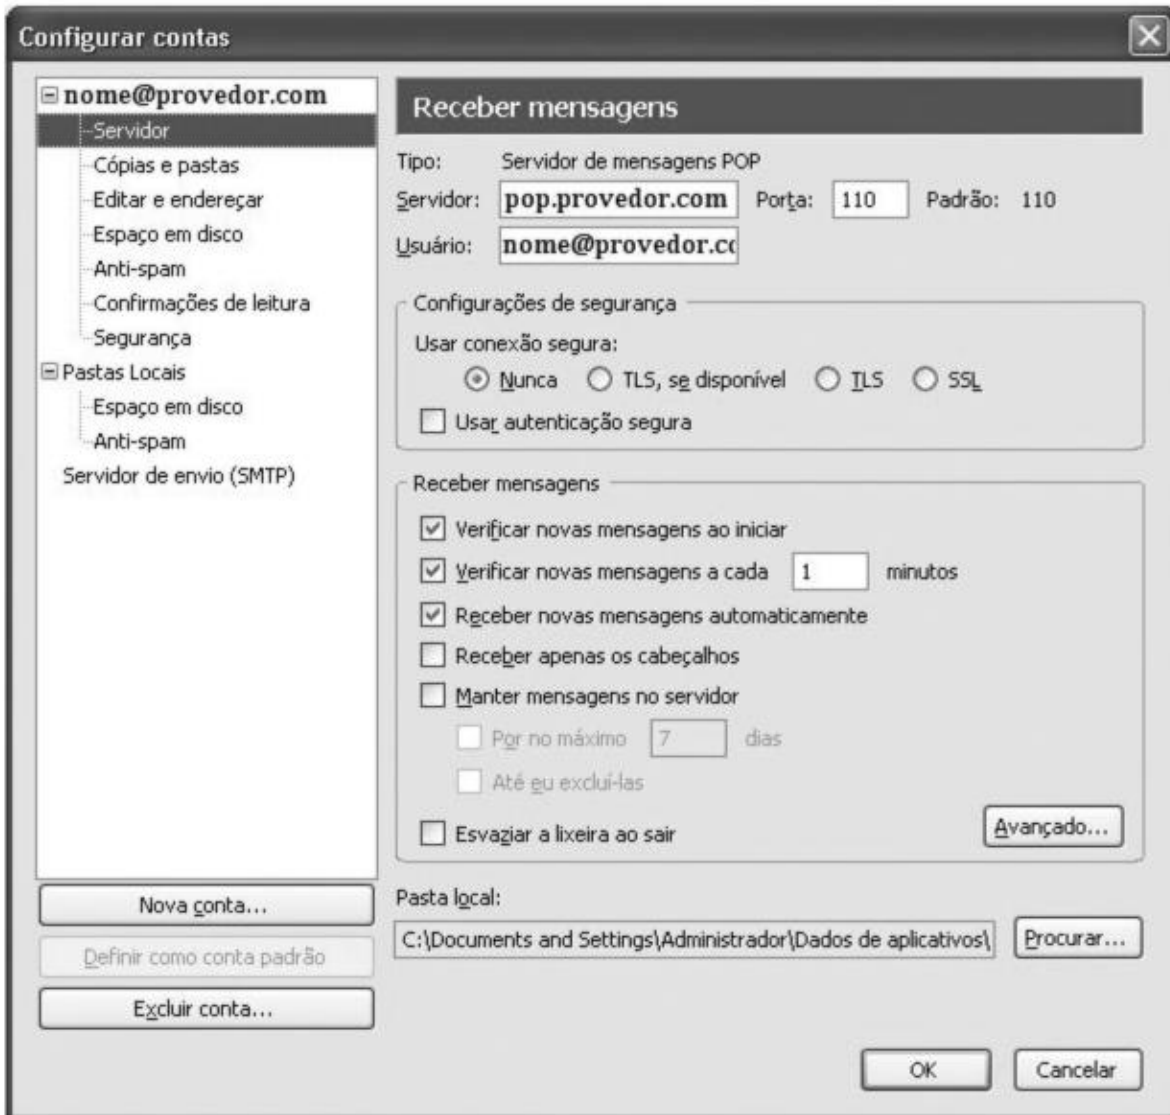 Configurar contas
nome@provedor.com
Servidor
Cópias e pastas
Editar e endereçar
Espaço em disco
Anti-spam
Confirmações de leitura
Segurança
Pastas Locais
Espaço em disco
Anti-spam
Servidor de envio (SMTP)
Nova conta...
Definir como conta padrão
Excluir conta...
Receber mensagens
Tipo: Servidor de mensagens POP
Servidor: pop.provedor.com Porta: 110 Padrão: 110
Usuário: nome@provedor.co
Configurações de segurança
Usar conexão segura:
Nunca TLS, se disponível TLS SSL
Usar autenticação segura
Receber mensagens
Verificar novas mensagens ao iniciar
Verificar novas mensagens a cada 1 minutos
Receber novas mensagens automaticamente
Receber apenas os cabeçalhos
Manter mensagens no servidor
Por no máximo 7 dias
Até eu excluí-las
Esvaziar a lixeira ao sair
Avançado...
Pasta local:
C:\Documents and Settings\Administrador\Dados de aplicativos\ Procurar...
OK Cancelar